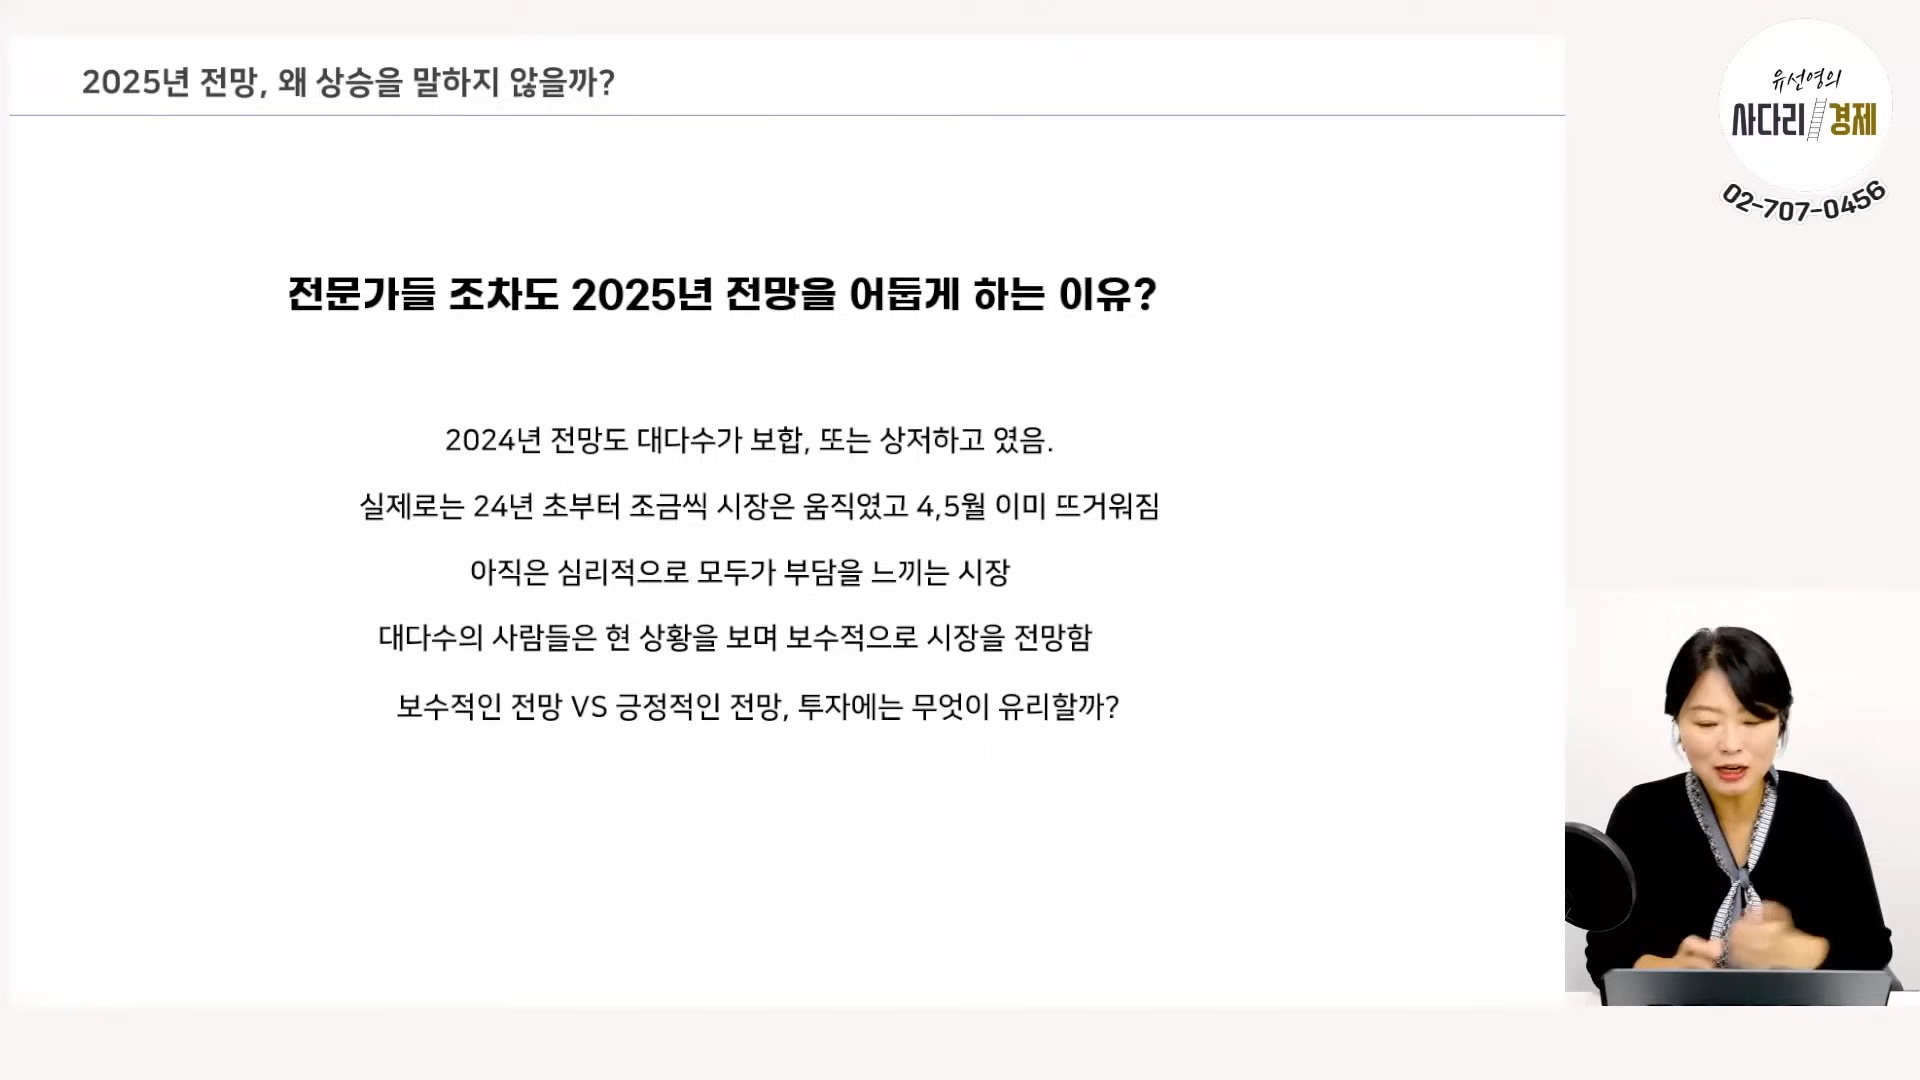 2025년 전망, 왜 상승을 말하지 않을까?
유선영의
사다리 경제
02-707-0456
전문가들 조차도 2025년 전망을 어둡게 하는 이유?
2024년 전망도 대다수가 보합, 또는 상저하고 였음.
실제로는 24년 초부터 조금씩 시장은 움직였고 4,5월 이미 뜨거워짐
아직은 심리적으로 모두가 부담을 느끼는 시장
대다수의 사람들은 현 상황을 보며 보수적으로 시장을 전망함
보수적인 전망 VS 긍정적인 전망, 투자에는 무엇이 유리할까?